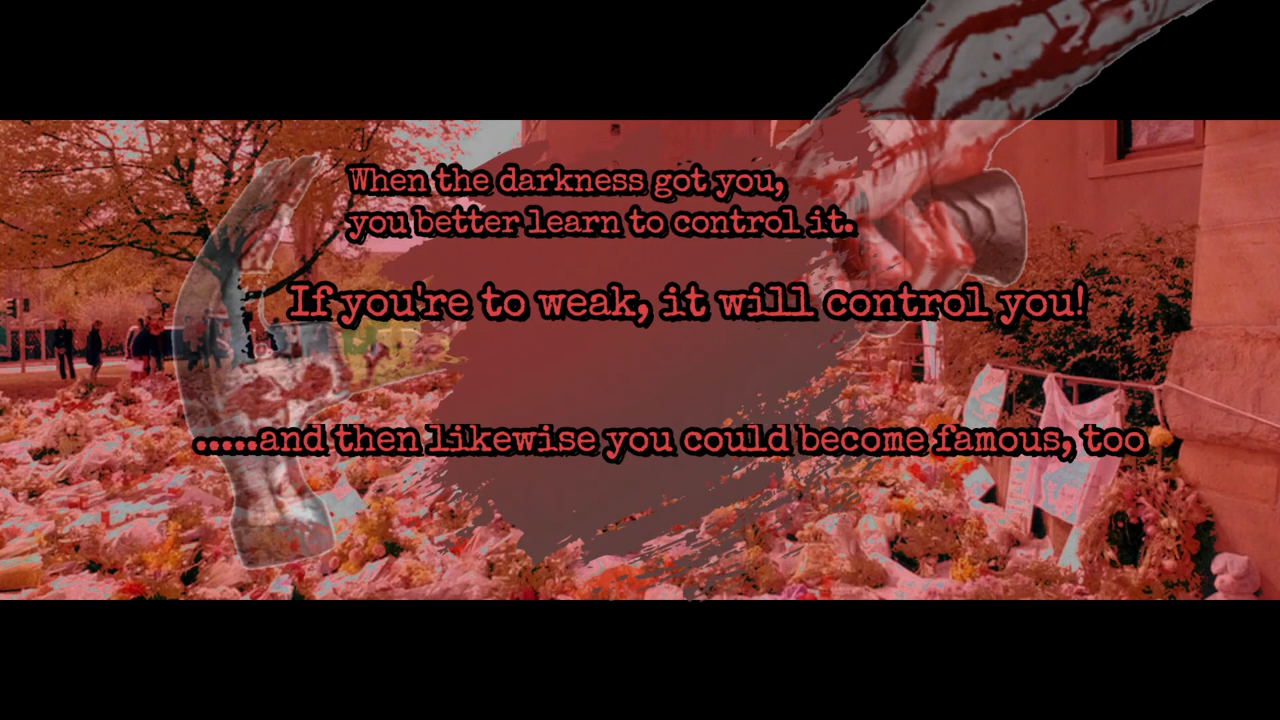 When the darkness got you,
you better learn to control it.
If you're to weak, it will control you!
.....and then likewise you could become famous, too